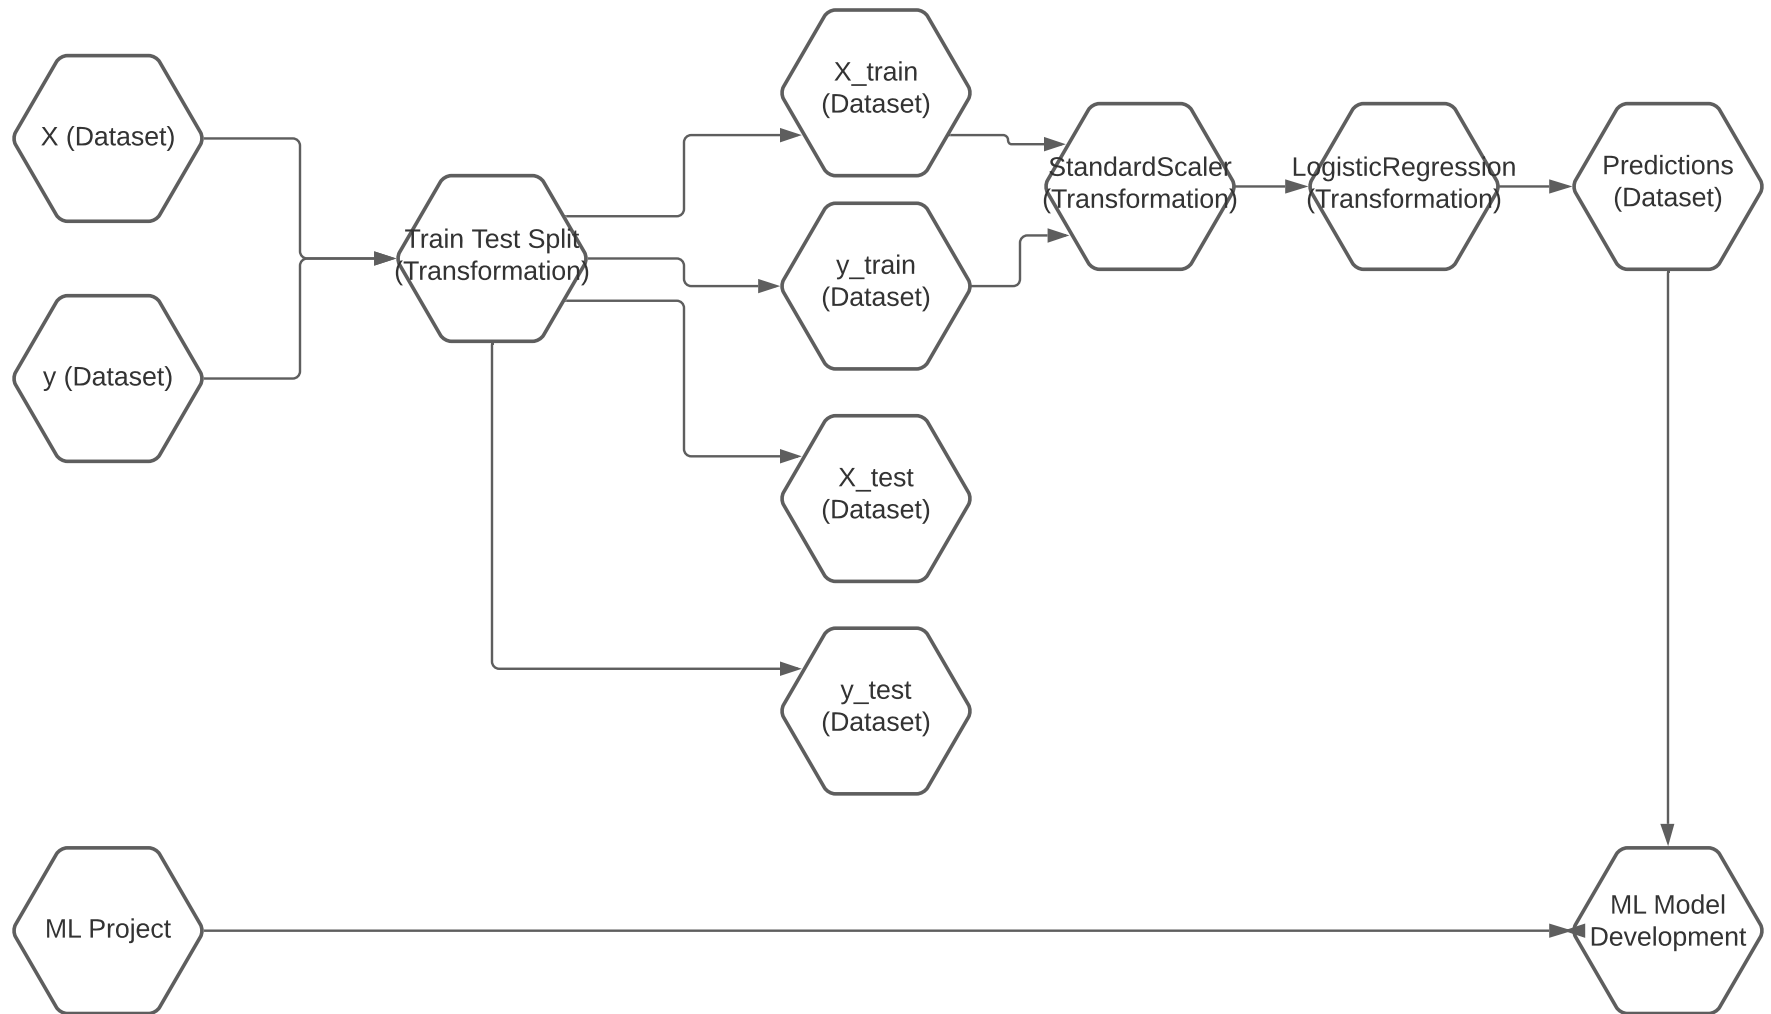 X (Dataset)
y (Dataset)
Train Test Split
(Transformation)
X_train
(Dataset)
y_train
(Dataset)
X_test
(Dataset)
y_test
(Dataset)
StandardScaler
(Transformation)
LogisticRegression
(Transformation)
Predictions
(Dataset)
ML Project
ML Model
Development